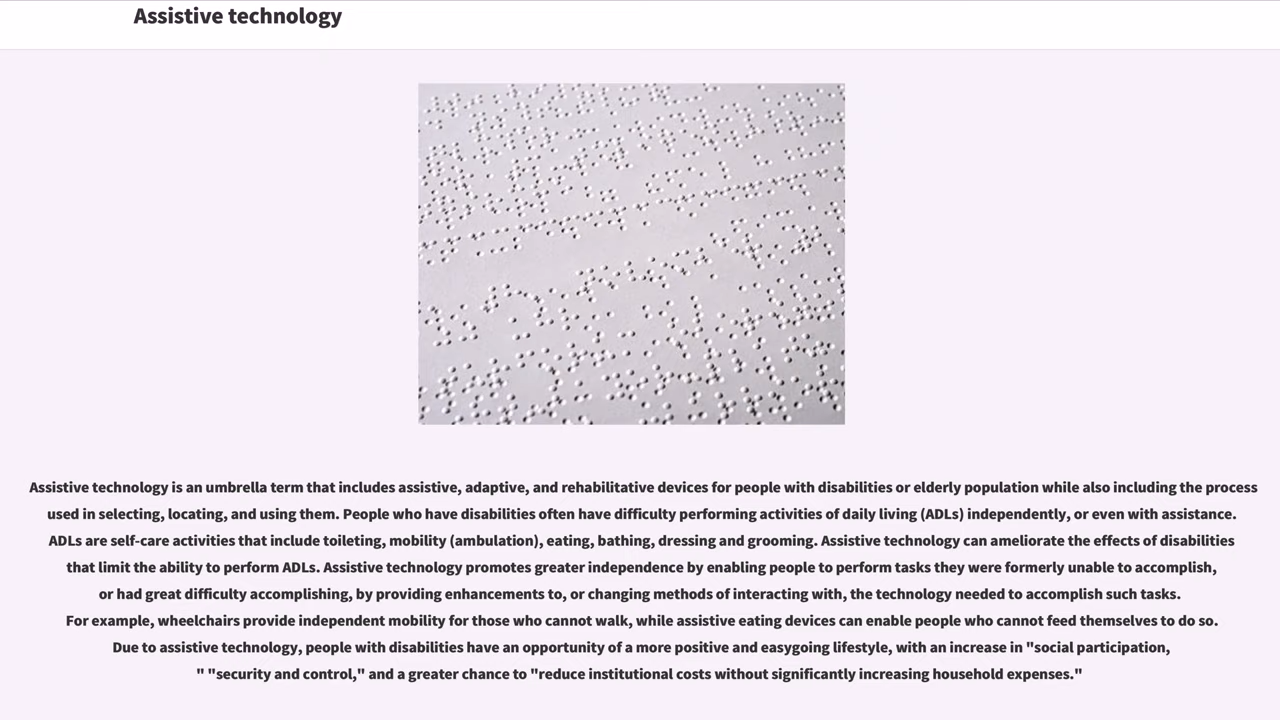 Assistive technology
Assistive technology is an umbrella term that includes assistive, adaptive, and rehabilitative devices for people with disabilities or elderly population while also including the process
used in selecting, locating, and using them. People who have disabilities often have difficulty performing activities of daily living (ADLs) independently, or even with assistance.
ADLs are self-care activities that include toileting, mobility (ambulation), eating, bathing, dressing and grooming. Assistive technology can ameliorate the effects of disabilities
that limit the ability to perform ADLs. Assistive technology promotes greater independence by enabling people to perform tasks they were formerly unable to accomplish,
or had great difficulty accomplishing, by providing enhancements to, or changing methods of interacting with, the technology needed to accomplish such tasks.
For example, wheelchairs provide independent mobility for those who cannot walk, while assistive eating devices can enable people who cannot feed themselves to do so.
Due to assistive technology, people with disabilities have an opportunity of a more positive and easygoing lifestyle, with an increase in "social participation,
" "security and control," and a greater chance to "reduce institutional costs without significantly increasing household expenses."